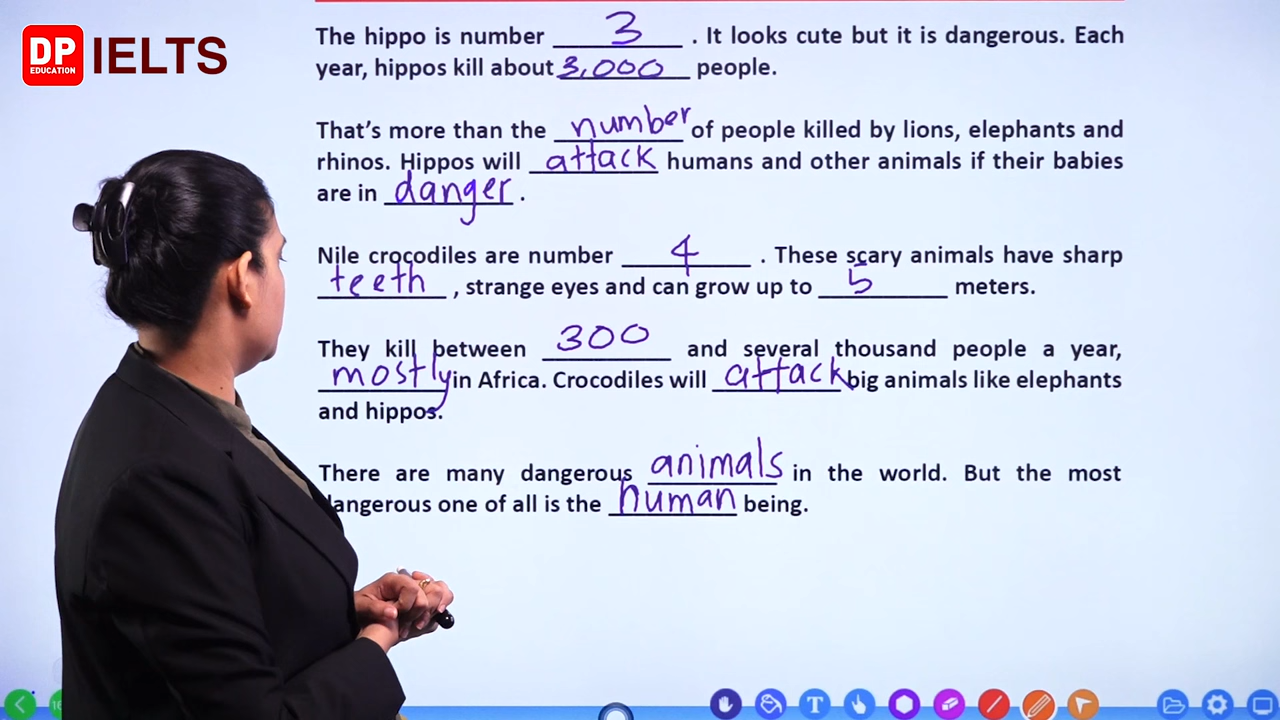 DP
EDUCATION
IELTS
The hippo is number 3 . It looks cute but it is dangerous. Each
year, hippos kill about 3,000 people.
That's more than the number of people killed by lions, elephants and
rhinos. Hippos will attack humans and other animals if their babies
are in danger .
Nile crocodiles are number 4 . These scary animals have sharp
teeth , strange eyes and can grow up to 5 meters.
They kill between 300 and several thousand people a year,
mostly in Africa. Crocodiles will attack big animals like elephants
and hippos.
There are many dangerous animals in the world. But the most
dangerous one of all is the human being.